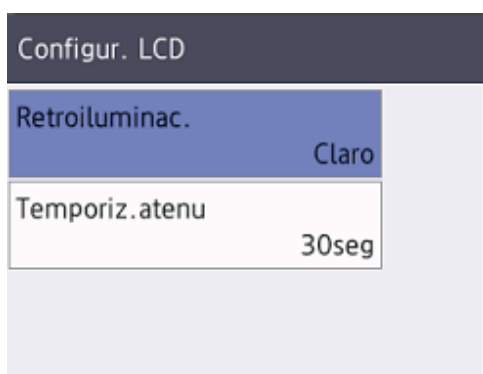 Configur. LCD
Retroiluminac.
Claro
Temporiz.atenu
30seg